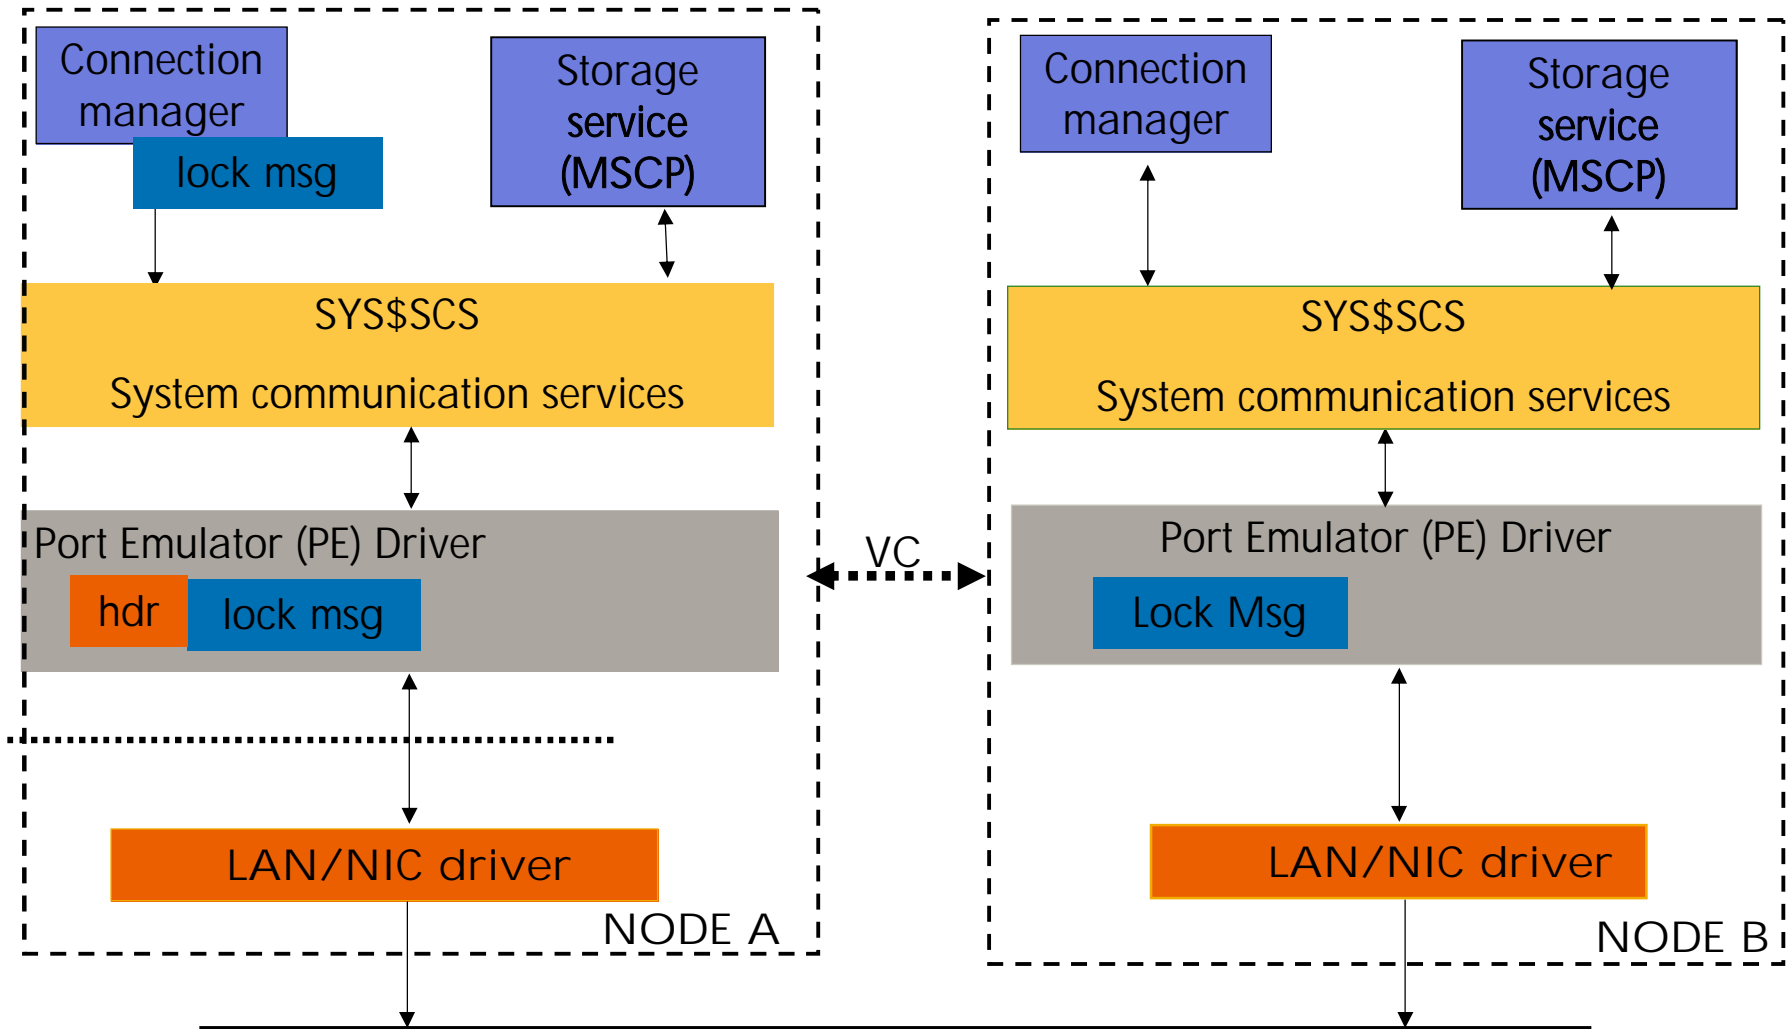 Connection
manager
lock msg
Storage
service
(MSCP)
SYS$SCS
System communication services
Port Emulator (PE) Driver
hdr
lock msg
LAN/NIC driver
NODE A
VC
Connection
manager
Storage
service
(MSCP)
SYS$SCS
System communication services
Port Emulator (PE) Driver
Lock Msg
LAN/NIC driver
NODE B